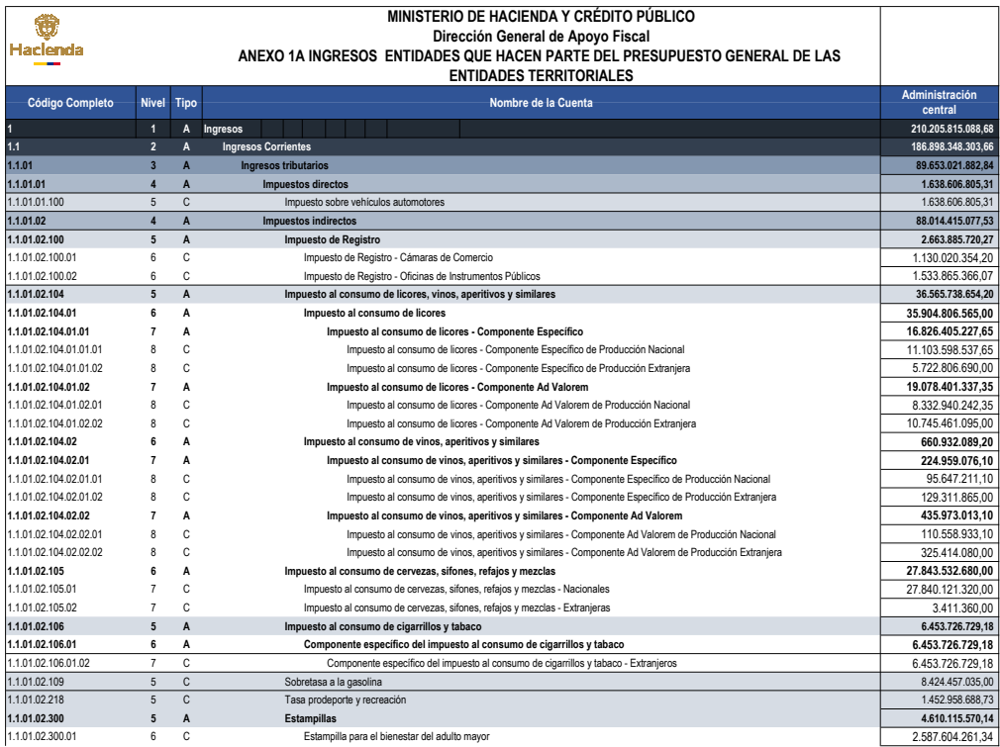 Hacienda
MINISTERIO DE HACIENDA Y CRÉDITO PÚBLICO
Dirección General de Apoyo Fiscal
ANEXO 1A INGRESOS ENTIDADES QUE HACEN PARTE DEL PRESUPUESTO GENERAL DE LAS
ENTIDADES TERRITORIALES
Código Completo Nivel Tipo Nombre de la Cuenta Administración central
1 1 A Ingresos 210.205.815.088,68
1.1 2 A Ingresos Corrientes 186.898.348.303,66
1.1.01 3 A Ingresos tributarios 89.653.021.882,84
1.1.01.01 4 A Impuestos directos 1.638.606.805,31
1.1.01.01.100 5 C Impuesto sobre vehículos automotores 1.638.606.805,31
1.1.01.02 4 A Impuestos indirectos 88.014.415.077,53
1.1.01.02.100 5 A Impuesto de Registro 2.663.885.720,27
1.1.01.02.100.01 6 C Impuesto de Registro - Cámaras de Comercio 1.130.020.354,20
1.1.01.02.100.02 6 C Impuesto de Registro - Oficinas de Instrumentos Públicos 1.533.865.366,07
1.1.01.02.104 5 A Impuesto al consumo de licores, vinos, aperitivos y similares 36.565.738.654,20
1.1.01.02.104.01 6 A Impuesto al consumo de licores 35.904.806.565,00
1.1.01.02.104.01.01 7 A Impuesto al consumo de licores - Componente Específico 16.826.405.227,65
1.1.01.02.104.01.01.01 8 C Impuesto al consumo de licores - Componente Específico de Producción Nacional 11.103.598.537,65
1.1.01.02.104.01.01.02 8 C Impuesto al consumo de licores - Componente Específico de Producción Extranjera 5.722.806.690,00
1.1.01.02.104.01.02 7 A Impuesto al consumo de licores - Componente Ad Valorem 19.078.401.337,35
1.1.01.02.104.01.02.01 8 C Impuesto al consumo de licores - Componente Ad Valorem de Producción Nacional 8.332.940.242,35
1.1.01.02.104.01.02.02 8 C Impuesto al consumo de licores - Componente Ad Valorem de Producción Extranjera 10.745.461.095,00
1.1.01.02.104.02 6 A Impuesto al consumo de vinos, aperitivos y similares 660.932.089,20
1.1.01.02.104.02.01 7 A Impuesto al consumo de vinos, aperitivos y similares - Componente Específico 224.959.076,10
1.1.01.02.104.02.01.01 8 C Impuesto al consumo de vinos, aperitivos y similares - Componente Específico de Producción Nacional 95.647.211,10
1.1.01.02.104.02.01.02 8 C Impuesto al consumo de vinos, aperitivos y similares - Componente Específico de Producción Extranjera 129.311.865,00
1.1.01.02.104.02.02 7 A Impuesto al consumo de vinos, aperitivos y similares - Componente Ad Valorem 435.973.013,10
1.1.01.02.104.02.02.01 8 C Impuesto al consumo de vinos, aperitivos y similares - Componente Ad Valorem de Producción Nacional 110.558.933,10
1.1.01.02.104.02.02.02 8 C Impuesto al consumo de vinos, aperitivos y similares - Componente Ad Valorem de Producción Extranjera 325.414.080,00
1.1.01.02.105 6 A Impuesto al consumo de cervezas, sifones, refajos y mezclas 27.843.532.680,00
1.1.01.02.105.01 7 C Impuesto al consumo de cervezas, sifones, refajos y mezclas - Nacionales 27.840.121.320,00
1.1.01.02.105.02 7 C Impuesto al consumo de cervezas, sifones, refajos y mezclas - Extranjeras 3.411.360,00
1.1.01.02.106 5 A Impuesto al consumo de cigarrillos y tabaco 6.453.726.729,18
1.1.01.02.106.01 6 A Componente específico del impuesto al consumo de cigarrillos y tabaco 6.453.726.729,18
1.1.01.02.106.01.02 7 C Componente específico del impuesto al consumo de cigarrillos y tabaco - Extranjeros 6.453.726.729,18
1.1.01.02.109 5 C Sobretasa a la gasolina 8.424.457.035,00
1.1.01.02.218 5 C Tasa prodeporte y recreación 1.452.958.688,73
1.1.01.02.300 5 A Estampillas 4.610.115.570,14
1.1.01.02.300.01 6 C Estampilla para el bienestar del adulto mayor 2.587.604.261,34